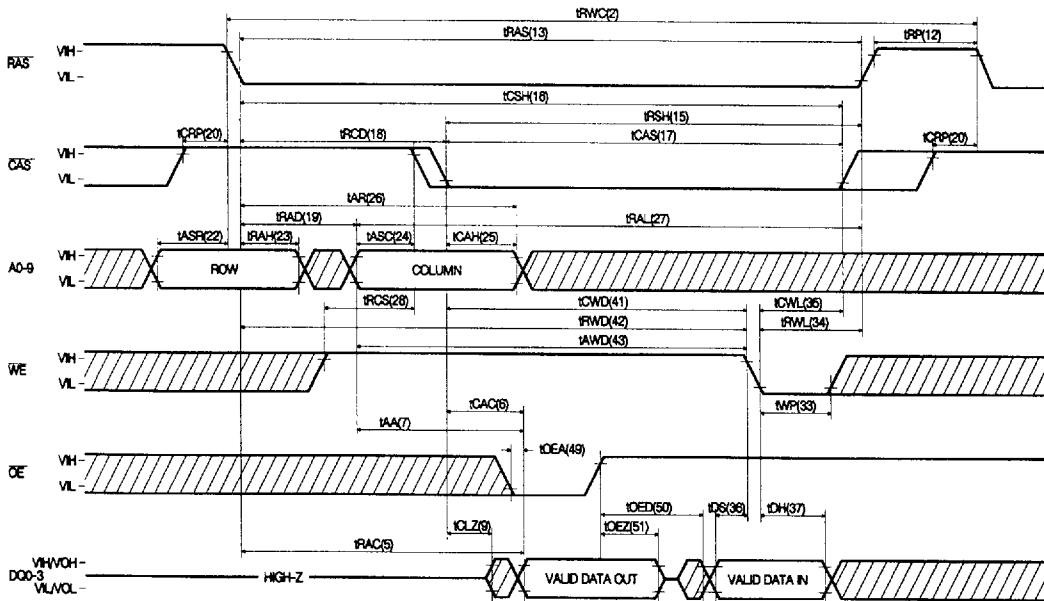 tRWC(2)
tRAS(13)
tRP(12)
RAS
VIH
VIL
tCSH(16)
tRSH(15)
tCRP(20)
tRCD(18)
tCAS(17)
tCRP(20)
CAS
VIH
VIL
tAR(26)
tRAD(19)
tRAL(27)
tASR(22)
tRAH(23)
tASC(24)
tCAH(25)
A0-9
VIH
VIL
ROW
COLUMN
tRCS(28)
tCWD(41)
tCWL(35)
tRWD(42)
tRWL(34)
tAWD(43)
WE
VIH
VIL
tWP(33)
tCAC(6)
tAA(7)
tOEA(49)
OE
VIH
VIL
tOED(50)
tDS(36)
tDH(37)
tCLZ(9)
tOEZ(51)
tRAC(5)
DQ0-3
VIH/VOH
VIL/VOL
HIGH-Z
VALID DATA OUT
VALID DATA IN